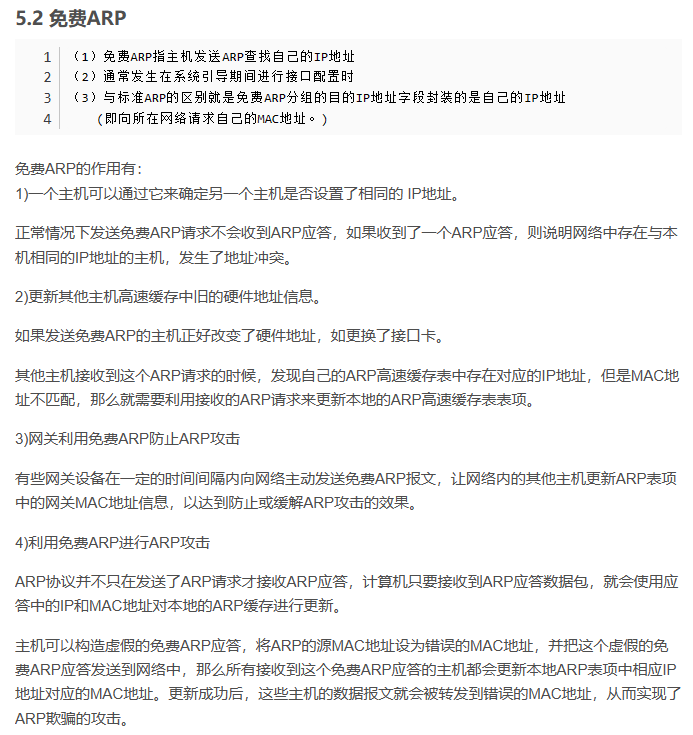 5.2 免费ARP
1 （1）免费ARP指主机发送ARP查找自己的IP地址
2 （2）通常发生在系统引导期间进行接口配置时
3 （3）与标准ARP的区别就是免费ARP分组的目的IP地址字段封装的是自己的IP地址
4 (即向所在网络请求自己的MAC地址。)
免费ARP的作用有：
1)一个主机可以通过它来确定另一个主机是否设置了相同的 IP地址。
正常情况下发送免费ARP请求不会收到ARP应答，如果收到了一个ARP应答，则说明网络中存在与本
机相同的IP地址的主机，发生了地址冲突。
2)更新其他主机高速缓存中旧的硬件地址信息。
如果发送免费ARP的主机正好改变了硬件地址，如更换了接口卡。
其他主机接收到这个ARP请求的时候，发现自己的ARP高速缓存表中存在对应的IP地址，但是MAC地
址不匹配，那么就需要利用接收的ARP请求来更新本地的ARP高速缓存表表项。
3)网关利用免费ARP防止ARP攻击
有些网关设备在一定的时间间隔内向网络主动发送免费ARP报文，让网络内的其他主机更新ARP表项
中的网关MAC地址信息，以达到防止或缓解ARP攻击的效果。
4)利用免费ARP进行ARP攻击
ARP协议并不只在发送了ARP请求才接收ARP应答，计算机只要接收到ARP应答数据包，就会使用应
答中的IP和MAC地址对本地的ARP缓存进行更新。
主机可以构造虚假的免费ARP应答，将ARP的源MAC地址设为错误的MAC地址，并把这个虚假的免
费ARP应答发送到网络中，那么所有接收到这个免费ARP应答的主机都会更新本地ARP表项中相应IP
地址对应的MAC地址。更新成功后，这些主机的数据报文就会被转发到错误的MAC地址，从而实现了
ARP欺骗的攻击。